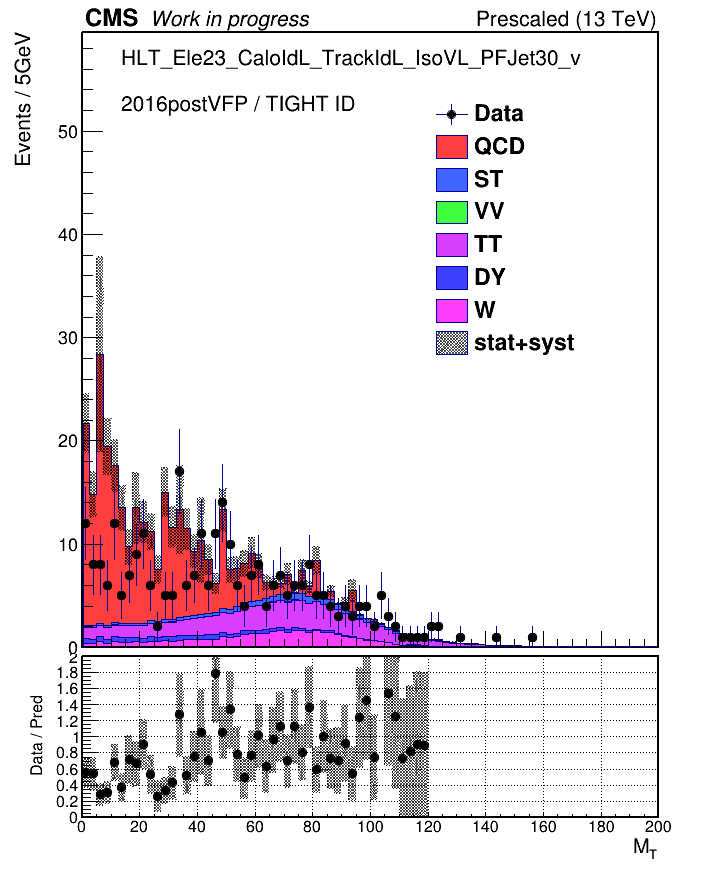 CMS Work in progress Prescaled (13 TeV)
HLT_Ele23_CaloIdL_TrackIdL_IsoVL_PFJet30_v
2016postVFP / TIGHT ID
Events / 5GeV
Data
QCD
ST
VV
TT
DY
W
stat+syst
50
40
30
20
10
0
Data / Pred
2
1.8
1.6
1.4
1.2
1
0.8
0.6
0.4
0.2
0
0 20 40 60 80 100 120 140 160 180 200
M_T